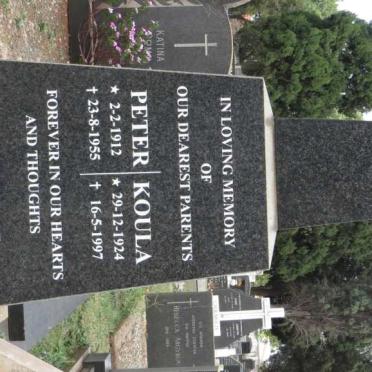 IN LOVING MEMORY
OF
OUR DEAREST PARENTS
PETER KOULA
★ 2-2-1912 ★ 29-12-1924
✝ 23-8-1955 ✝ 16-5-1997
FOREVER IN OUR HEARTS
AND THOUGHTS
KATINA